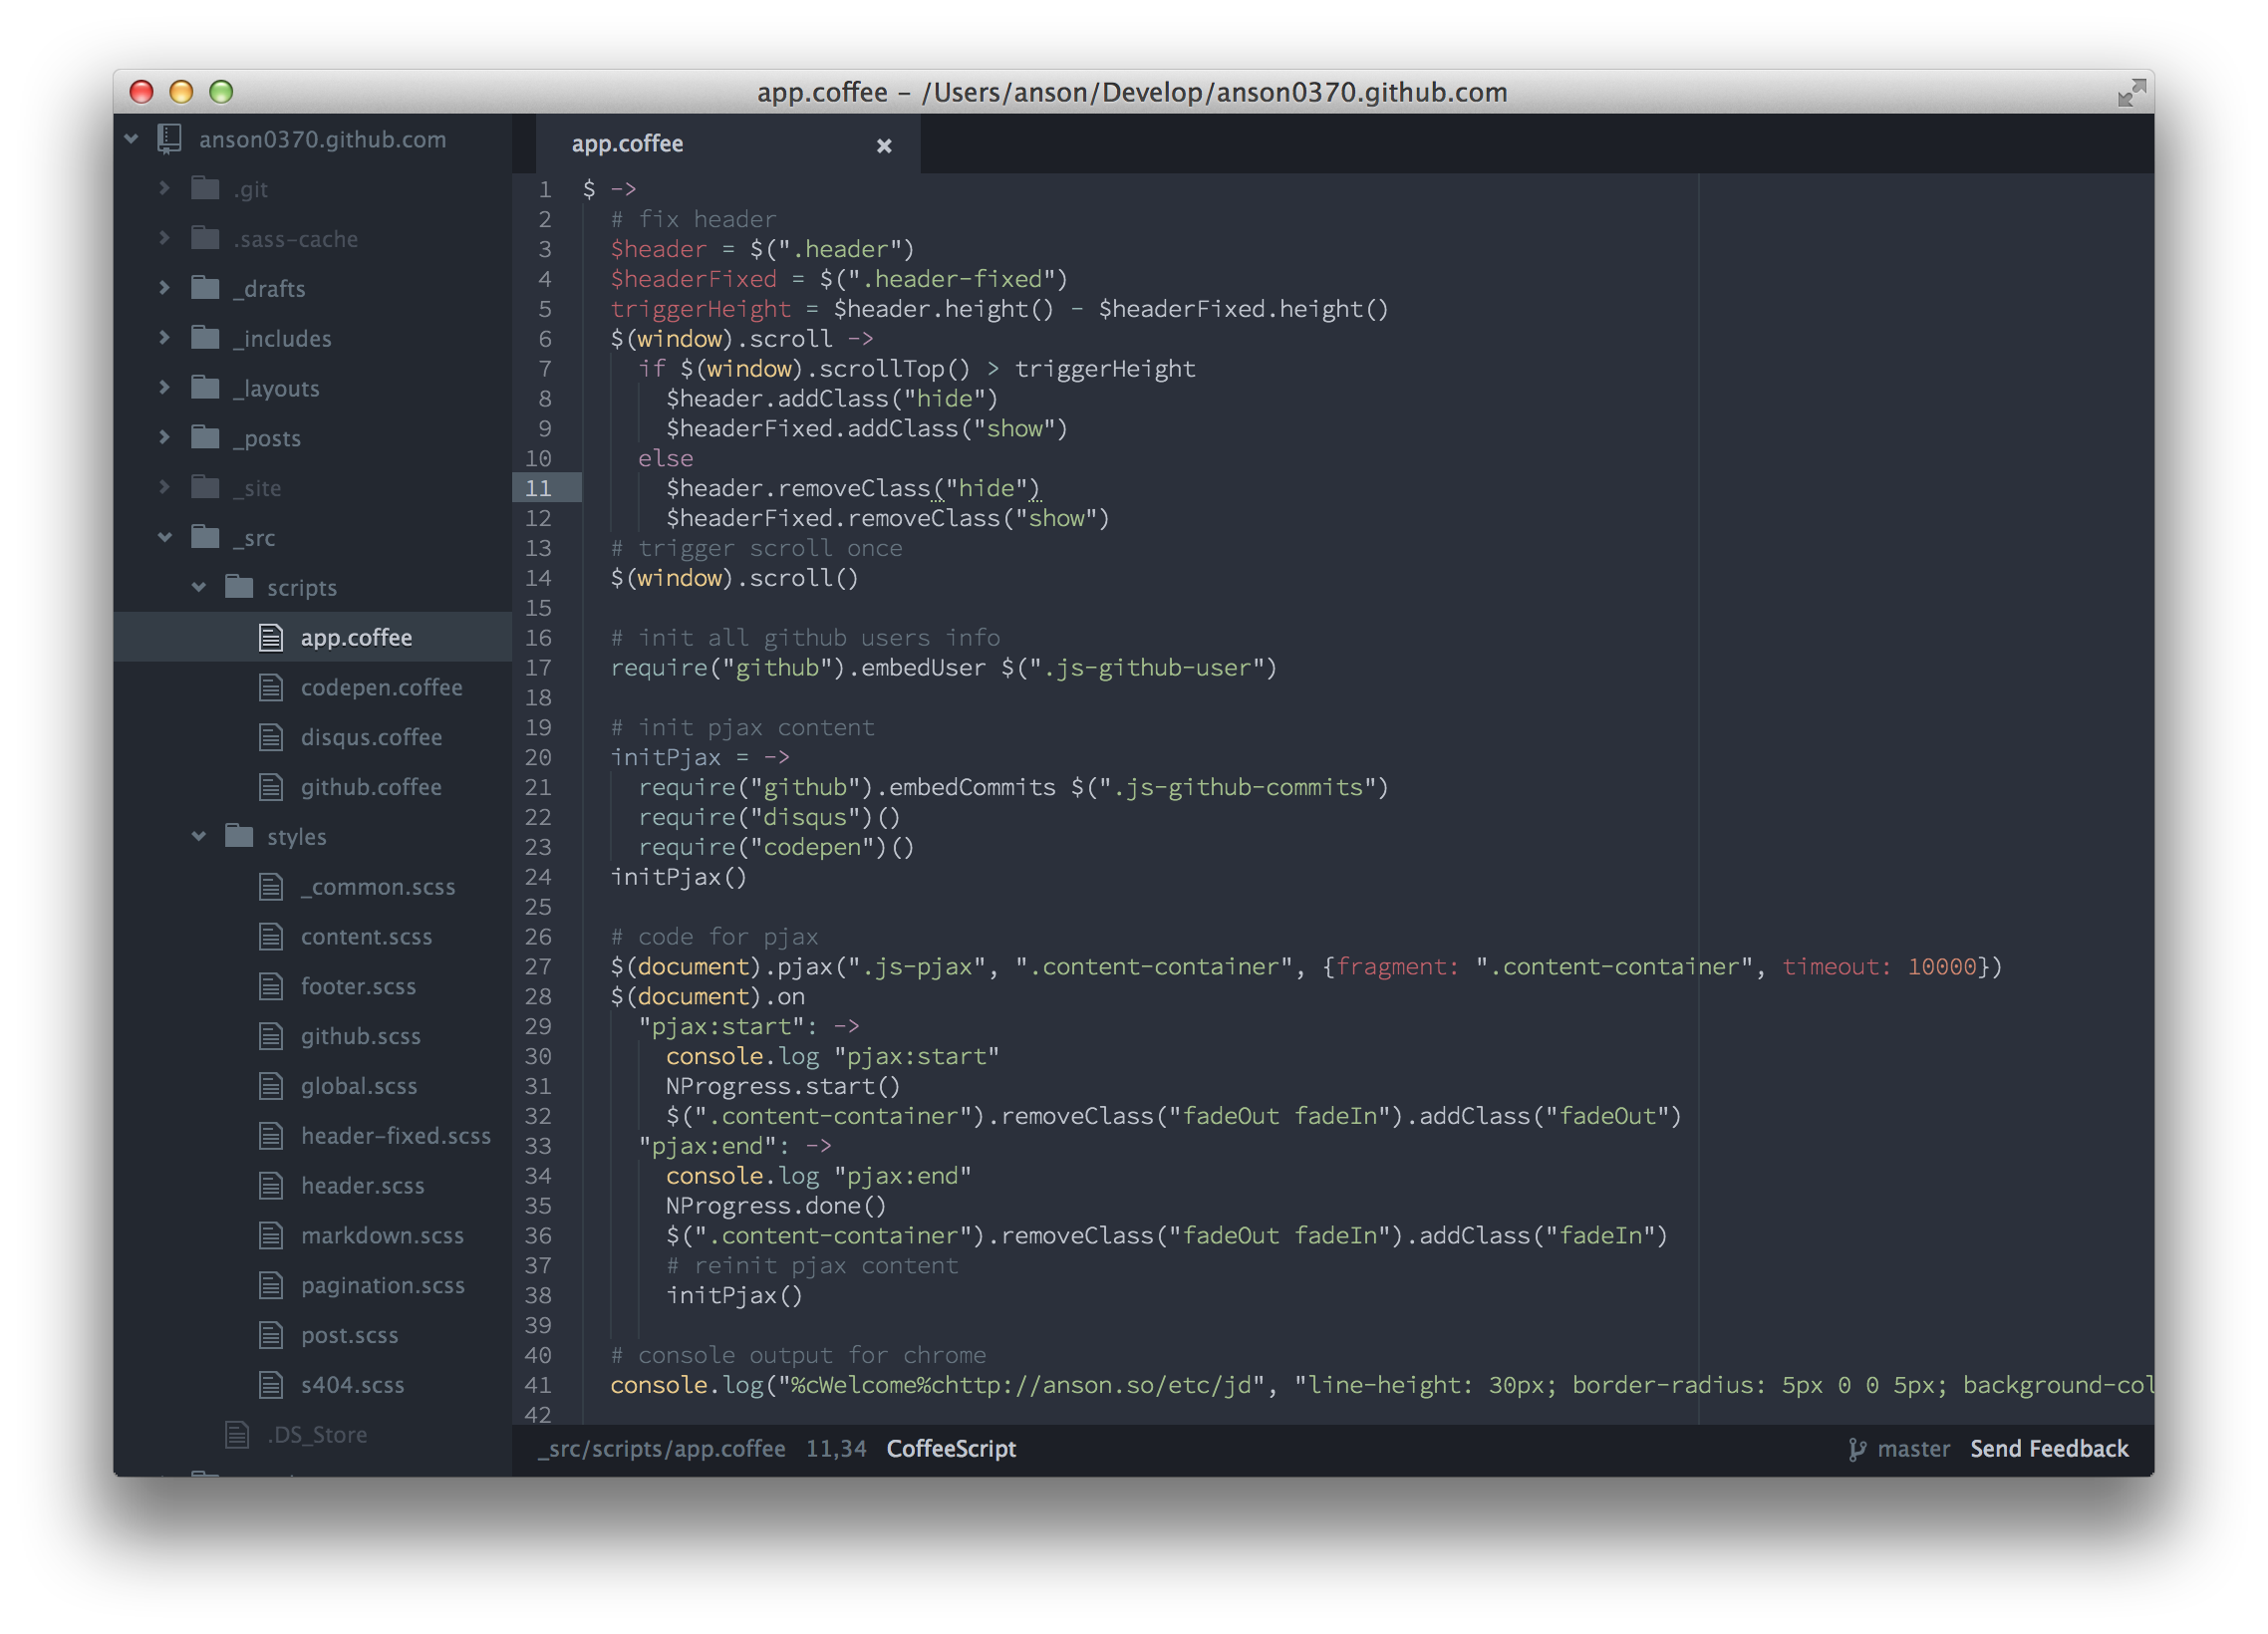 app.coffee – /Users/anson/Develop/anson0370.github.com
anson0370.github.com
.git
.sass-cache
_drafts
_includes
_layouts
_posts
_site
_src
scripts
app.coffee
codepen.coffee
disqus.coffee
github.coffee
styles
_common.scss
content.scss
footer.scss
github.scss
global.scss
header-fixed.scss
header.scss
markdown.scss
pagination.scss
post.scss
s404.scss
.DS_Store
app.coffee
1 $ ->
2   # fix header
3   $header = $(".header")
4   $headerFixed = $(".header-fixed")
5   triggerHeight = $header.height() - $headerFixed.height()
6   $(window).scroll ->
7     if $(window).scrollTop() > triggerHeight
8       $header.addClass("hide")
9       $headerFixed.addClass("show")
10     else
11       $header.removeClass("hide")
12       $headerFixed.removeClass("show")
13   # trigger scroll once
14   $(window).scroll()
15
16   # init all github users info
17   require("github").embedUser $(".js-github-user")
18
19   # init pjax content
20   initPjax = ->
21     require("github").embedCommits $(".js-github-commits")
22     require("disqus")()
23     require("codepen")()
24   initPjax()
25
26   # code for pjax
27   $(document).pjax(".js-pjax", ".content-container", {fragment: ".content-container", timeout: 10000})
28   $(document).on
29     "pjax:start": ->
30       console.log "pjax:start"
31       NProgress.start()
32       $(".content-container").removeClass("fadeOut fadeIn").addClass("fadeOut")
33     "pjax:end": ->
34       console.log "pjax:end"
35       NProgress.done()
36       $(".content-container").removeClass("fadeOut fadeIn").addClass("fadeIn")
37       # reinit pjax content
38       initPjax()
39
40   # console output for chrome
41   console.log("%cWelcome%chttp://anson.so/etc/jd", "line-height: 30px; border-radius: 5px 0 0 5px; background-col
42
_src/scripts/app.coffee 11,34 CoffeeScript
master Send Feedback